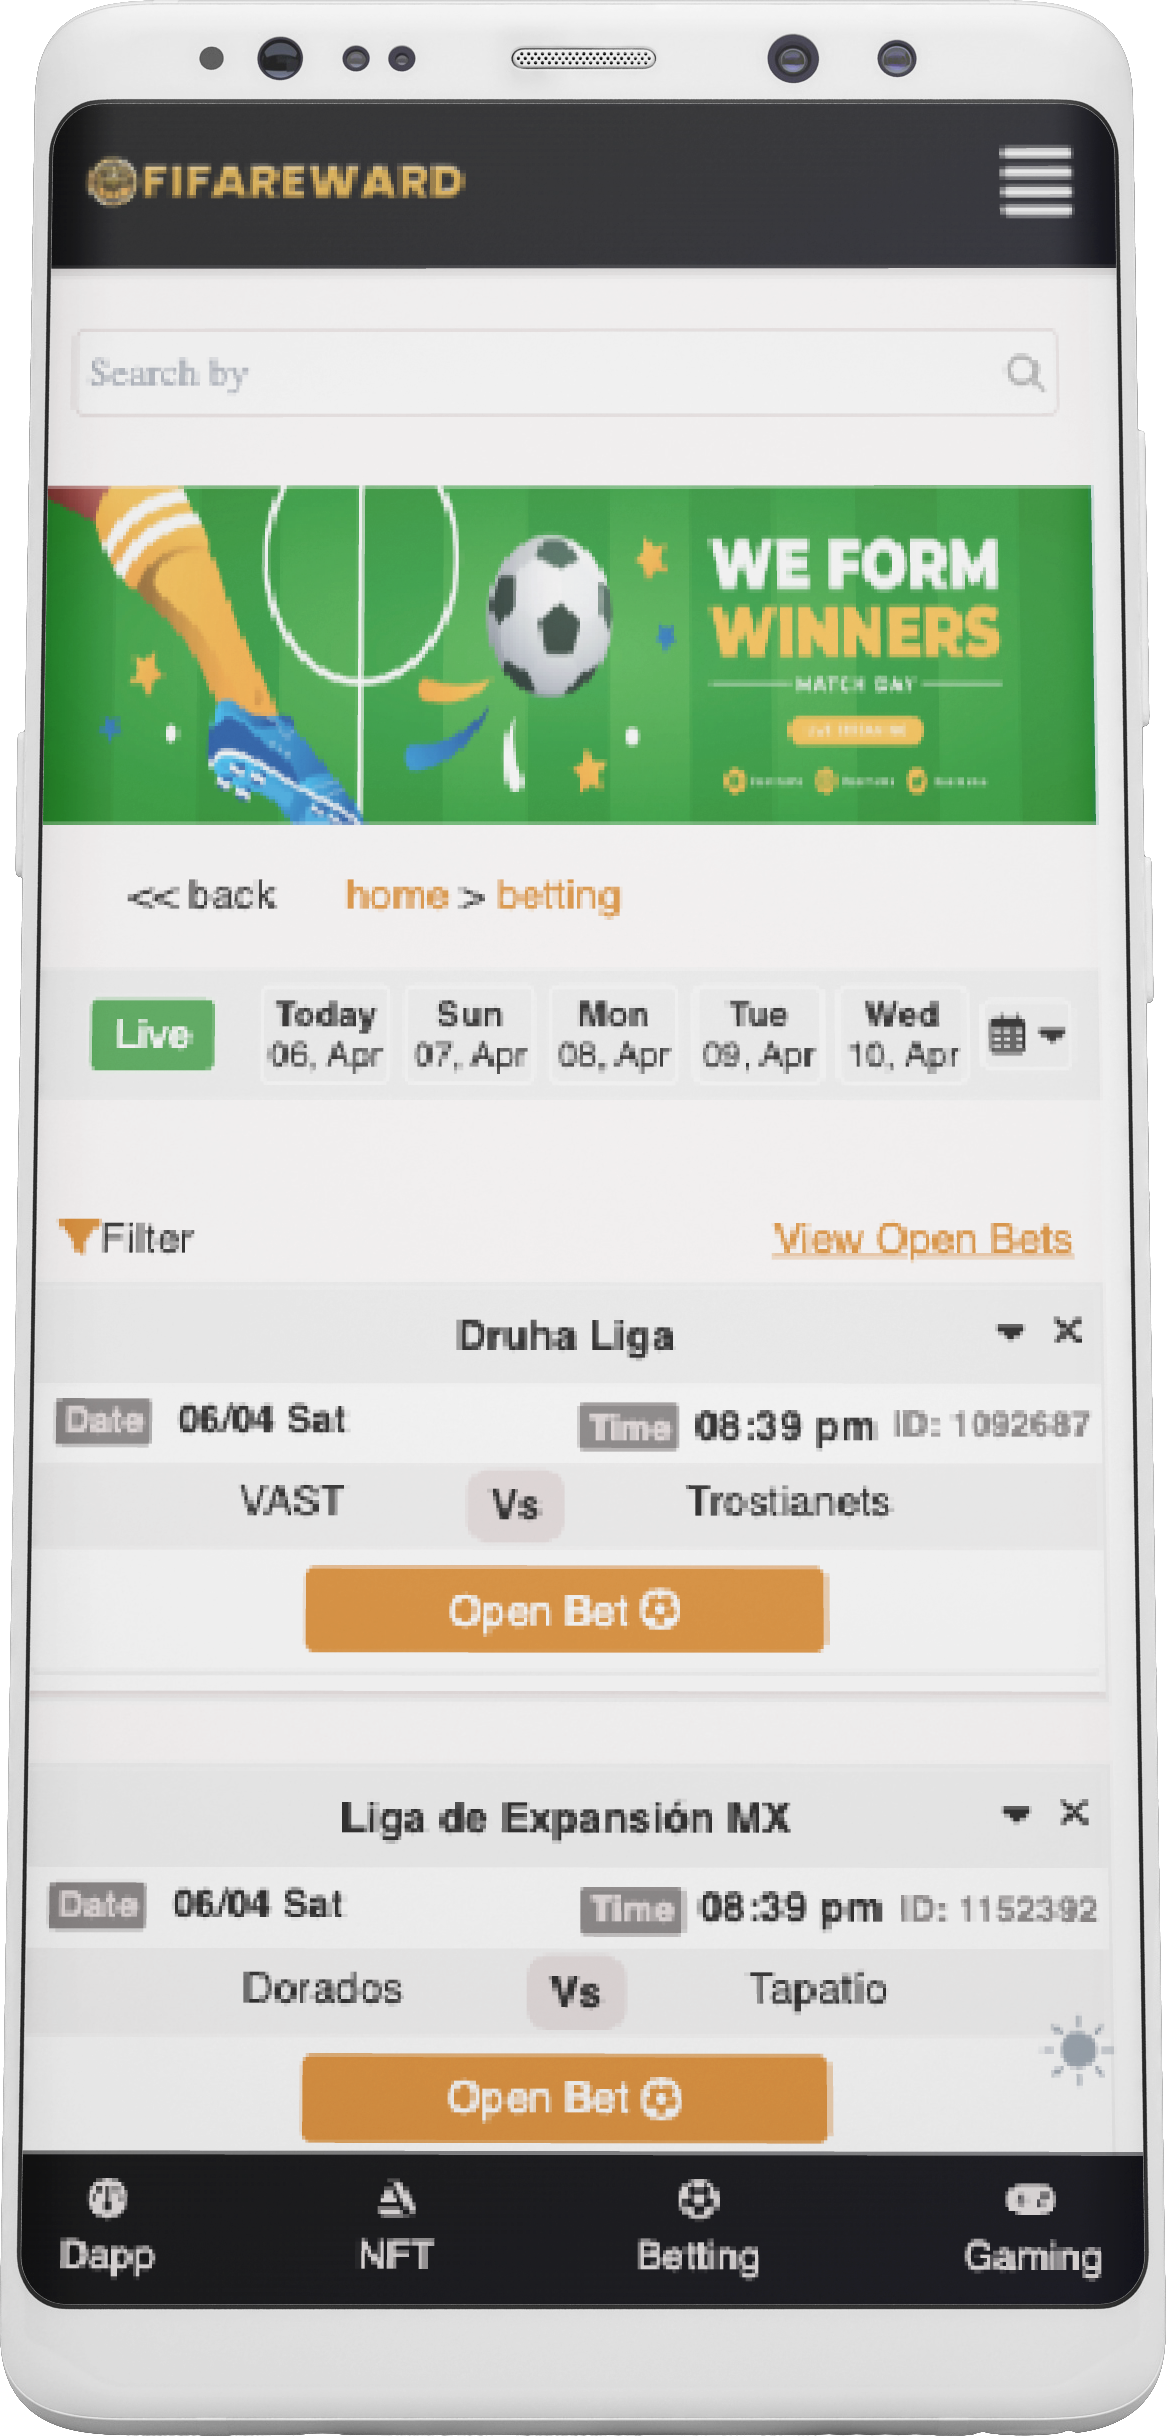 FIFAREWARD
Search by
WE FORM
WINNERS
MATCH DAY
<< back home > betting
Live Today Sun Mon Tue Wed
06, Apr 07, Apr 08, Apr 09, Apr 10, Apr
Filter View Open Bets
Druha Liga
Date 06/04 Sat Time 08:39 pm ID: 1092687
VAST Vs Trostianets
Open Bet
Liga de Expansión MX
Date 06/04 Sat Time 08:39 pm ID: 1152392
Dorados Vs Tapatio
Open Bet
Dapp NFT Betting Gaming